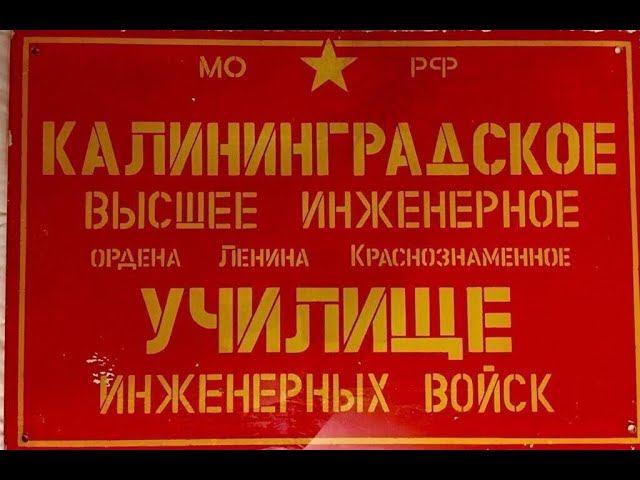 МО РФ
КАЛИНИНГРАДСКОЕ
ВЫСШЕЕ ИНЖЕНЕРНОЕ
ОРДЕНА ЛЕНИНА КРАСНОЗНАМЕННОЕ
УЧИЛИЩЕ
ИНЖЕНЕРНЫХ ВОЙСК